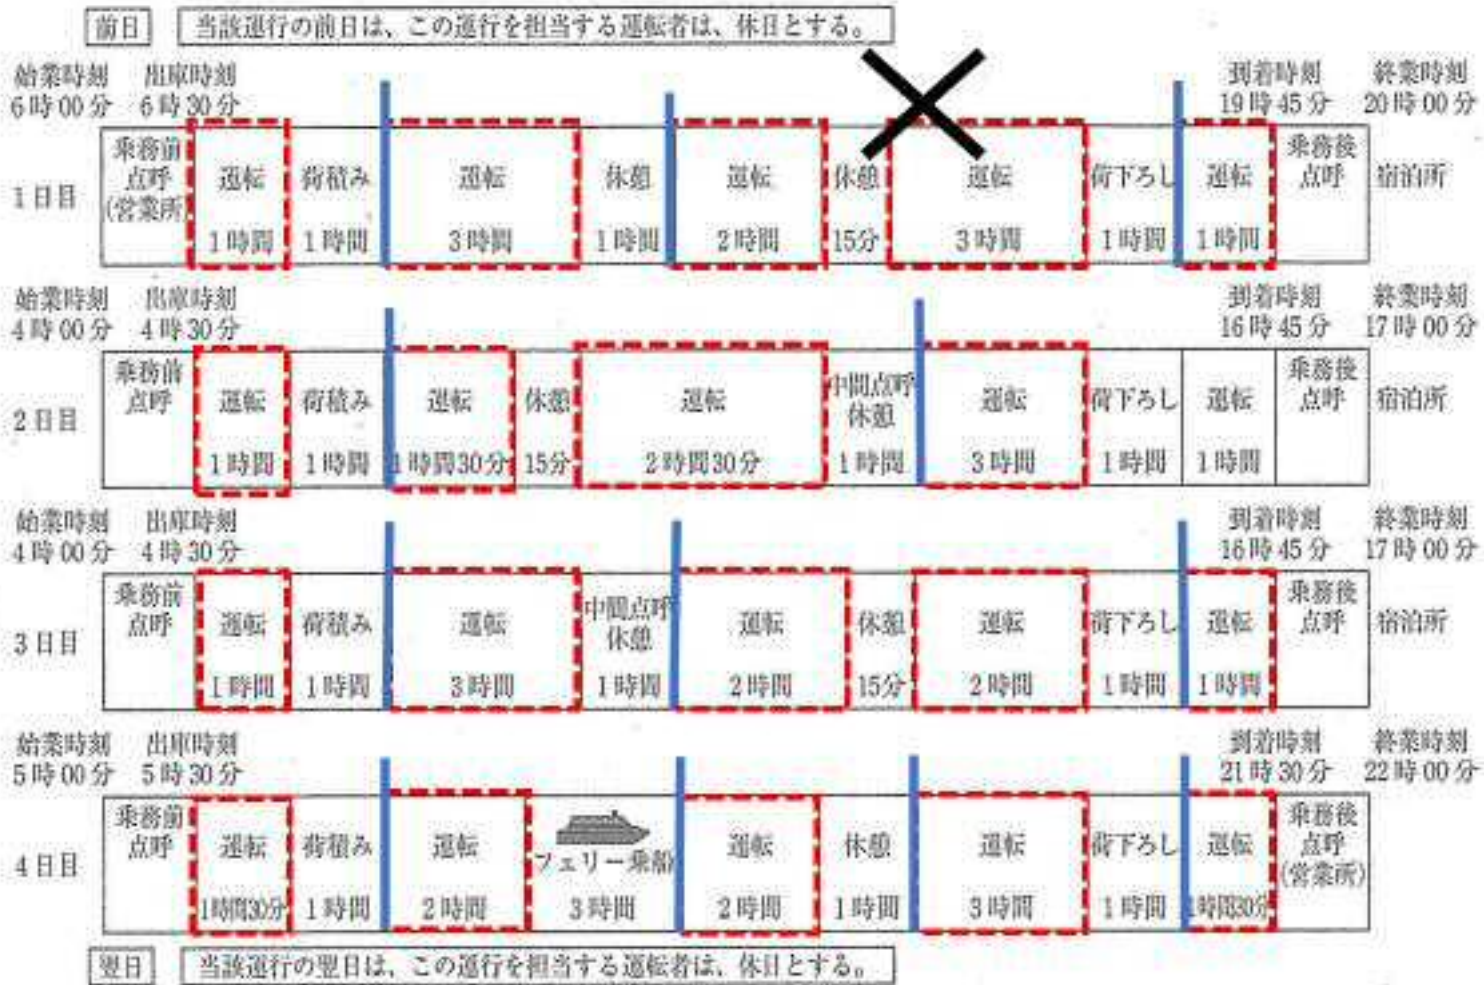 前日 当該運行の前日は、この運行を担当する運転者は、休日とする。
始業時刻 出庫時刻 到着時刻 終業時刻
6時00分 6時30分 19時45分 20時00分
1日目
乗務前点呼(営業所)
運転 1時間
荷積み 1時間
運転 3時間
休憩 1時間
運転 2時間
休憩 15分
運転 3時間
荷下ろし 1時間
運転 1時間
乗務後点呼
宿泊所
始業時刻 出庫時刻 到着時刻 終業時刻
4時00分 4時30分 16時45分 17時00分
2日目
乗務前点呼
運転 1時間
荷積み 1時間
運転 1時間30分
休憩 15分
運転 2時間30分
中間点呼休憩 1時間
運転 3時間
荷下ろし 1時間
運転 1時間
乗務後点呼
宿泊所
始業時刻 出庫時刻 到着時刻 終業時刻
4時00分 4時30分 16時45分 17時00分
3日目
乗務前点呼
運転 1時間
荷積み 1時間
運転 3時間
中間点呼休憩 1時間
運転 2時間
休憩 15分
運転 2時間
荷下ろし 1時間
運転 1時間
乗務後点呼
宿泊所
始業時刻 出庫時刻 到着時刻 終業時刻
5時00分 5時30分 21時30分 22時00分
4日目
乗務前点呼
運転 1時間30分
荷積み 1時間
運転 2時間
フェリー乗船 3時間
運転 2時間
休憩 1時間
運転 3時間
荷下ろし 1時間
運転 1時間30分
乗務後点呼(営業所)
翌日 当該運行の翌日は、この運行を担当する運転者は、休日とする。